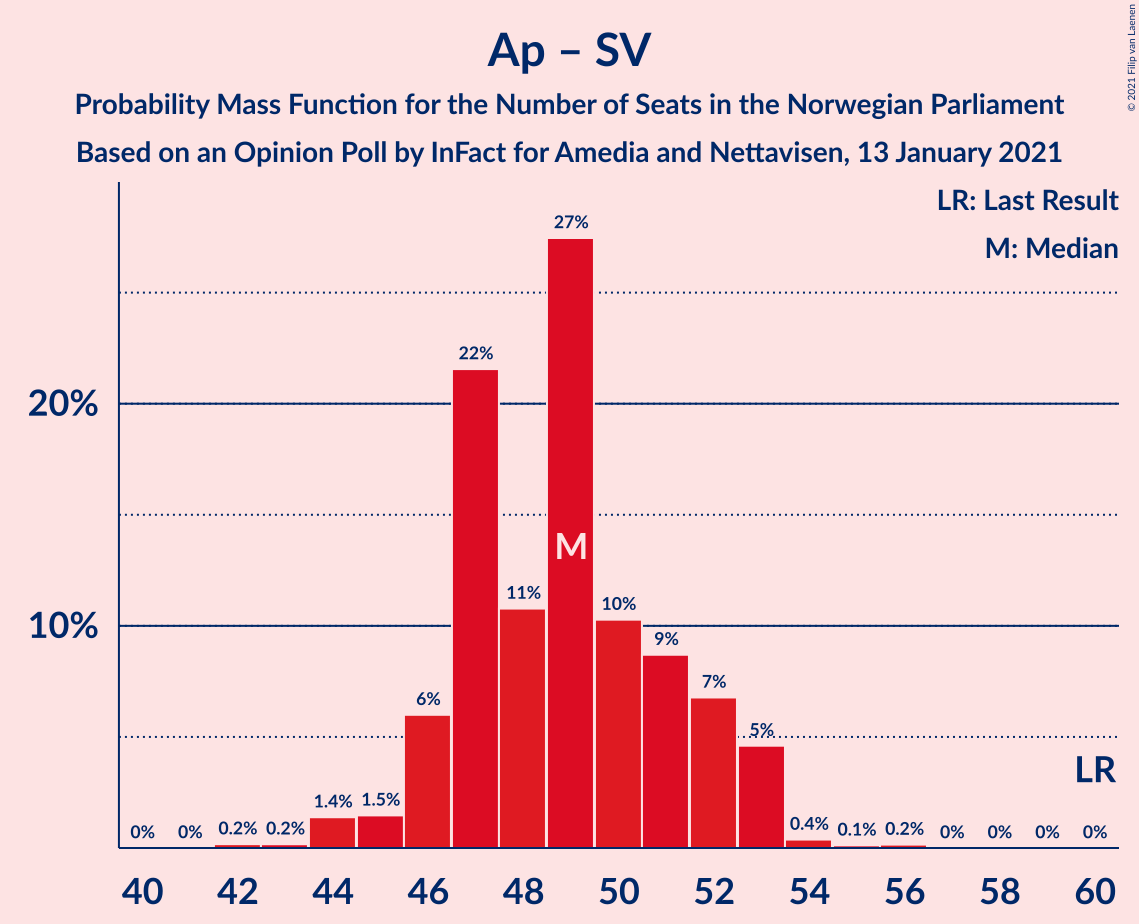 Ap – SV
Probability Mass Function for the Number of Seats in the Norwegian Parliament
Based on an Opinion Poll by InFact for Amedia and Nettavisen, 13 January 2021
© 2021 Filip van Laenen
LR: Last Result
M: Median
27%
22%
20%
M
11%
10%
10%
9%
7%
6%
5%
LR
1.4%
1.5%
0%
0%
0.2%
0.2%
0.4%
0.1%
0.2%
0%
0%
0%
0%
40 42 44 46 48 50 52 54 56 58 60